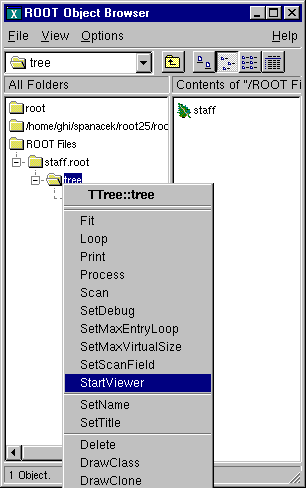 ROOT Object Browser
File View Options Help
tree
All Folders
Contents of "/ROOT Fi
root
/home/ghi/spanacek/root25/roo
ROOT Files
staff.root
tree
staff
TTree::tree
Fit
Loop
Print
Process
Scan
SetDebug
SetMaxEntryLoop
SetMaxVirtualSize
SetScanField
StartViewer
SetName
SetTitle
Delete
DrawClass
DrawClone
1 Object.